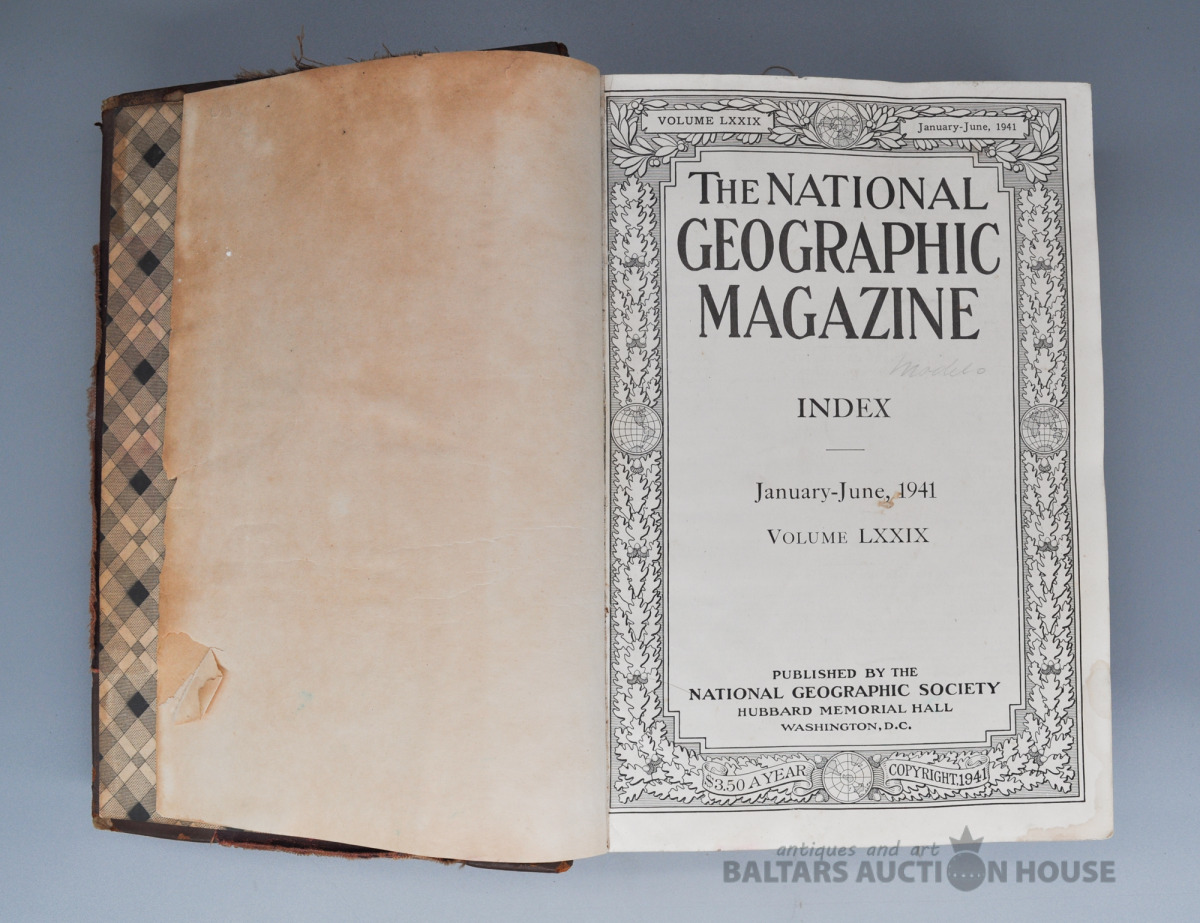 VOLUME LXXIX
January-June, 1941
THE NATIONAL
GEOGRAPHIC
MAGAZINE
INDEX
January-June, 1941
VOLUME LXXIX
PUBLISHED BY THE
NATIONAL GEOGRAPHIC SOCIETY
HUBBARD MEMORIAL HALL
WASHINGTON, D.C.
$3.50 A YEAR
COPYRIGHT, 1941
antiques and art
BALTARS AUCTION HOUSE